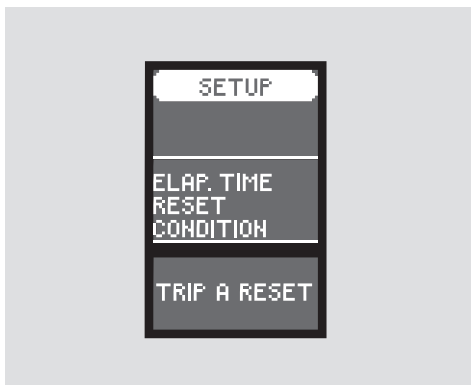 SETUP
ELAP. TIME
RESET
CONDITION
TRIP A RESET